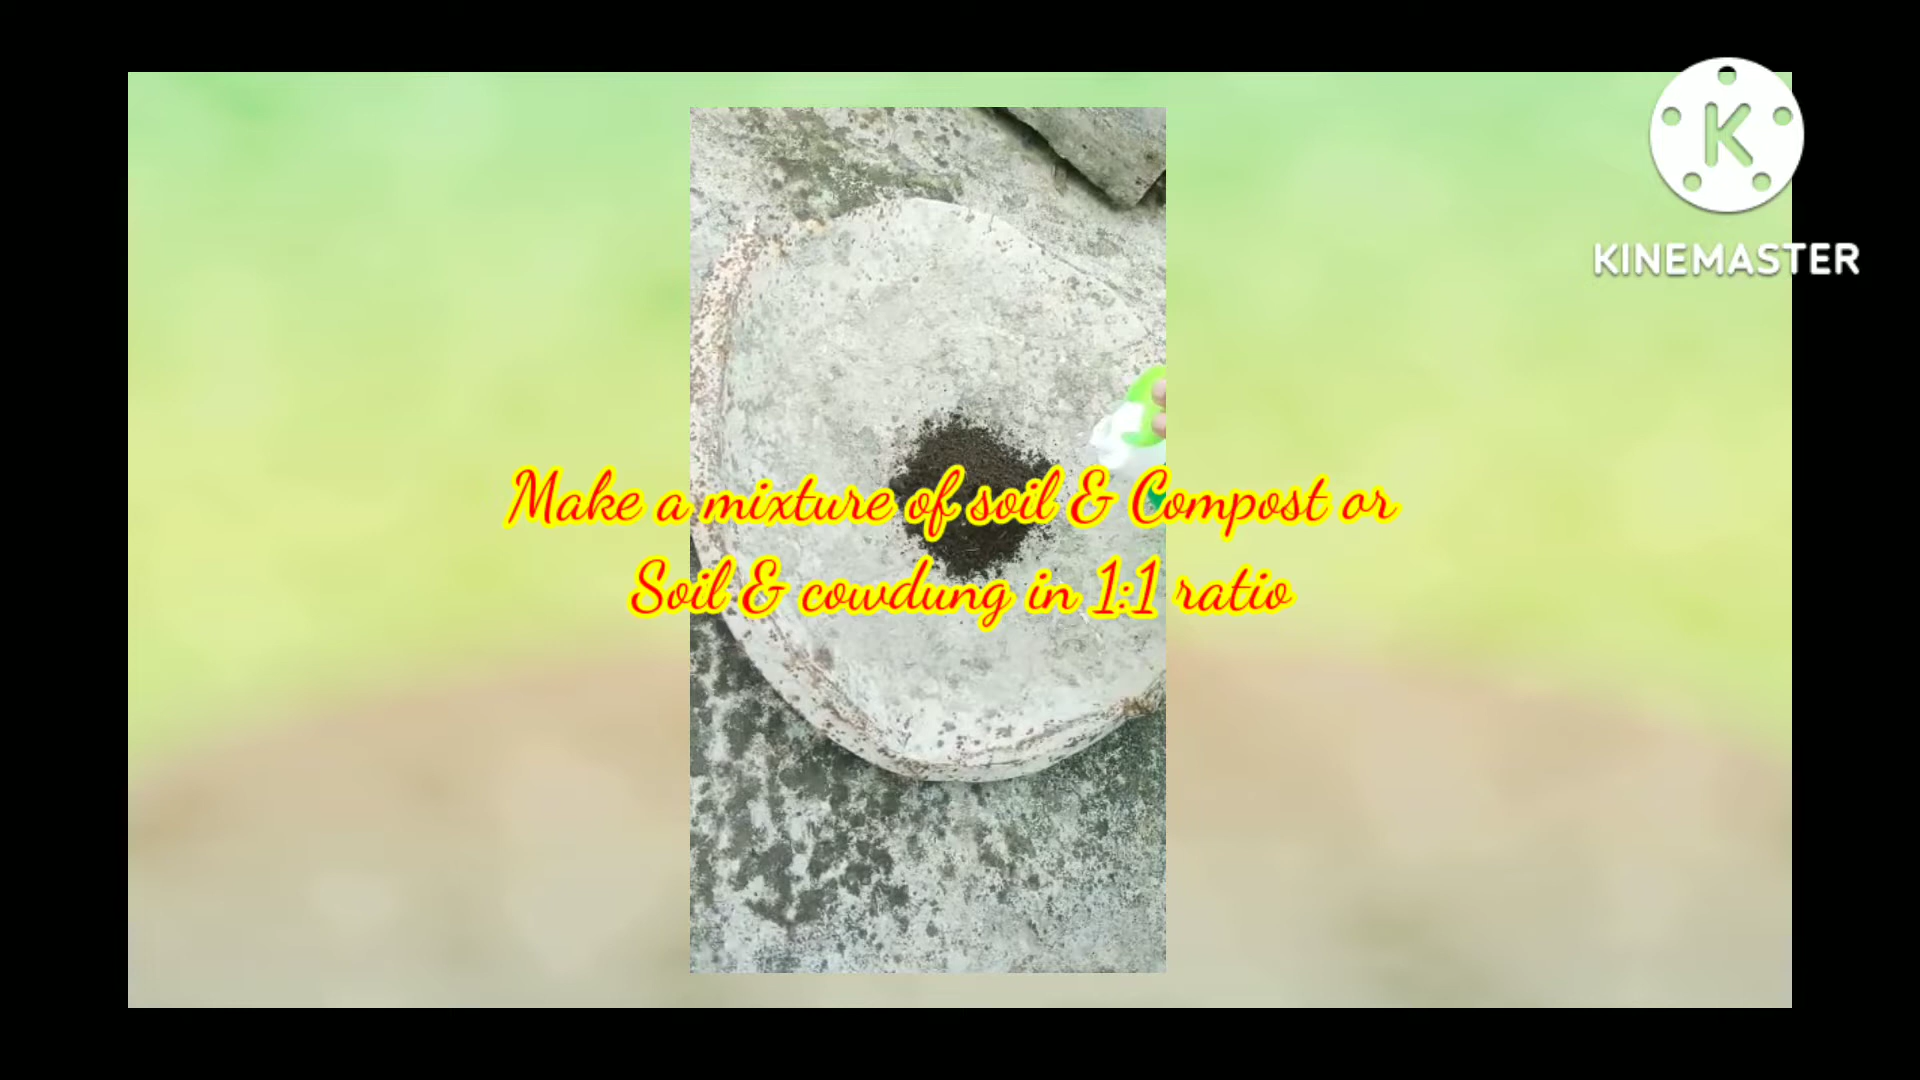 K
KINEMASTER
Make a mixture of soil & Compost or
Soil & cowdung in 1:1 ratio